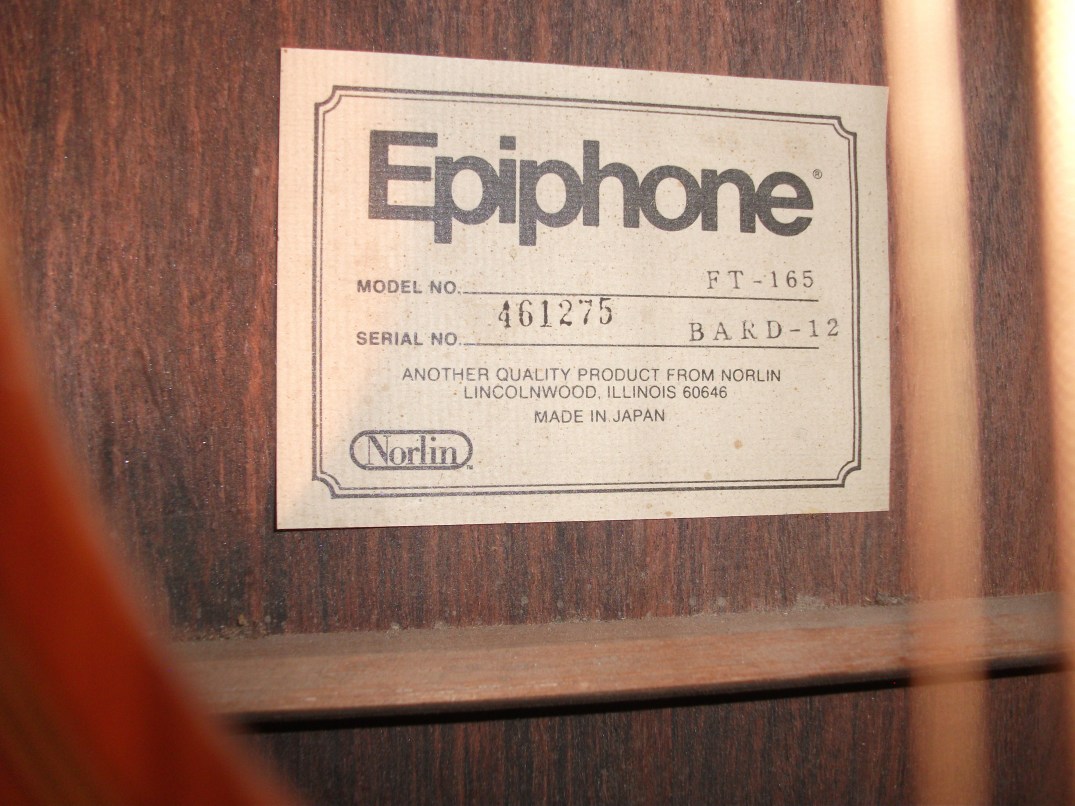 Epiphone®
MODEL NO. FT-165
461275
SERIAL NO. BARD-12
ANOTHER QUALITY PRODUCT FROM NORLIN
LINCOLNWOOD, ILLINOIS 60646
MADE IN JAPAN
Norlin™